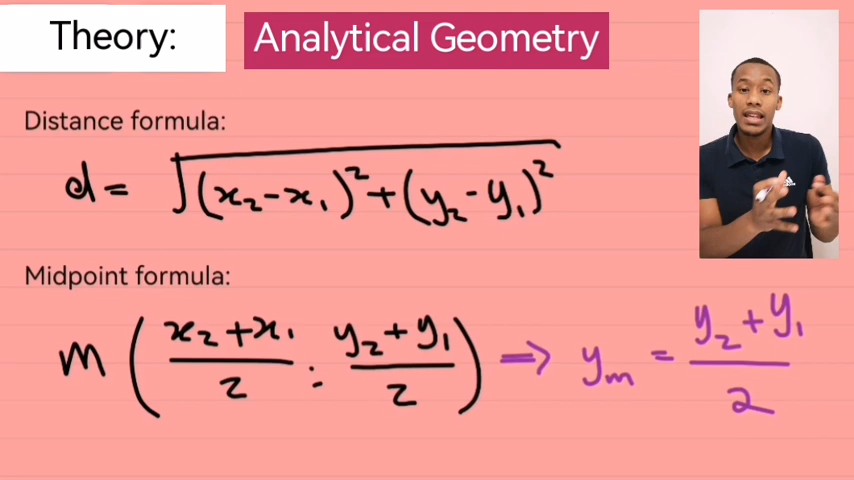 Theory:
Analytical Geometry
Distance formula:
d = √(x₂-x₁)²+(y₂-y₁)²
Midpoint formula:
m ( x₂+x₁/2 ; y₂+y₁/2 ) ⇒ yₘ = y₂+y₁/2